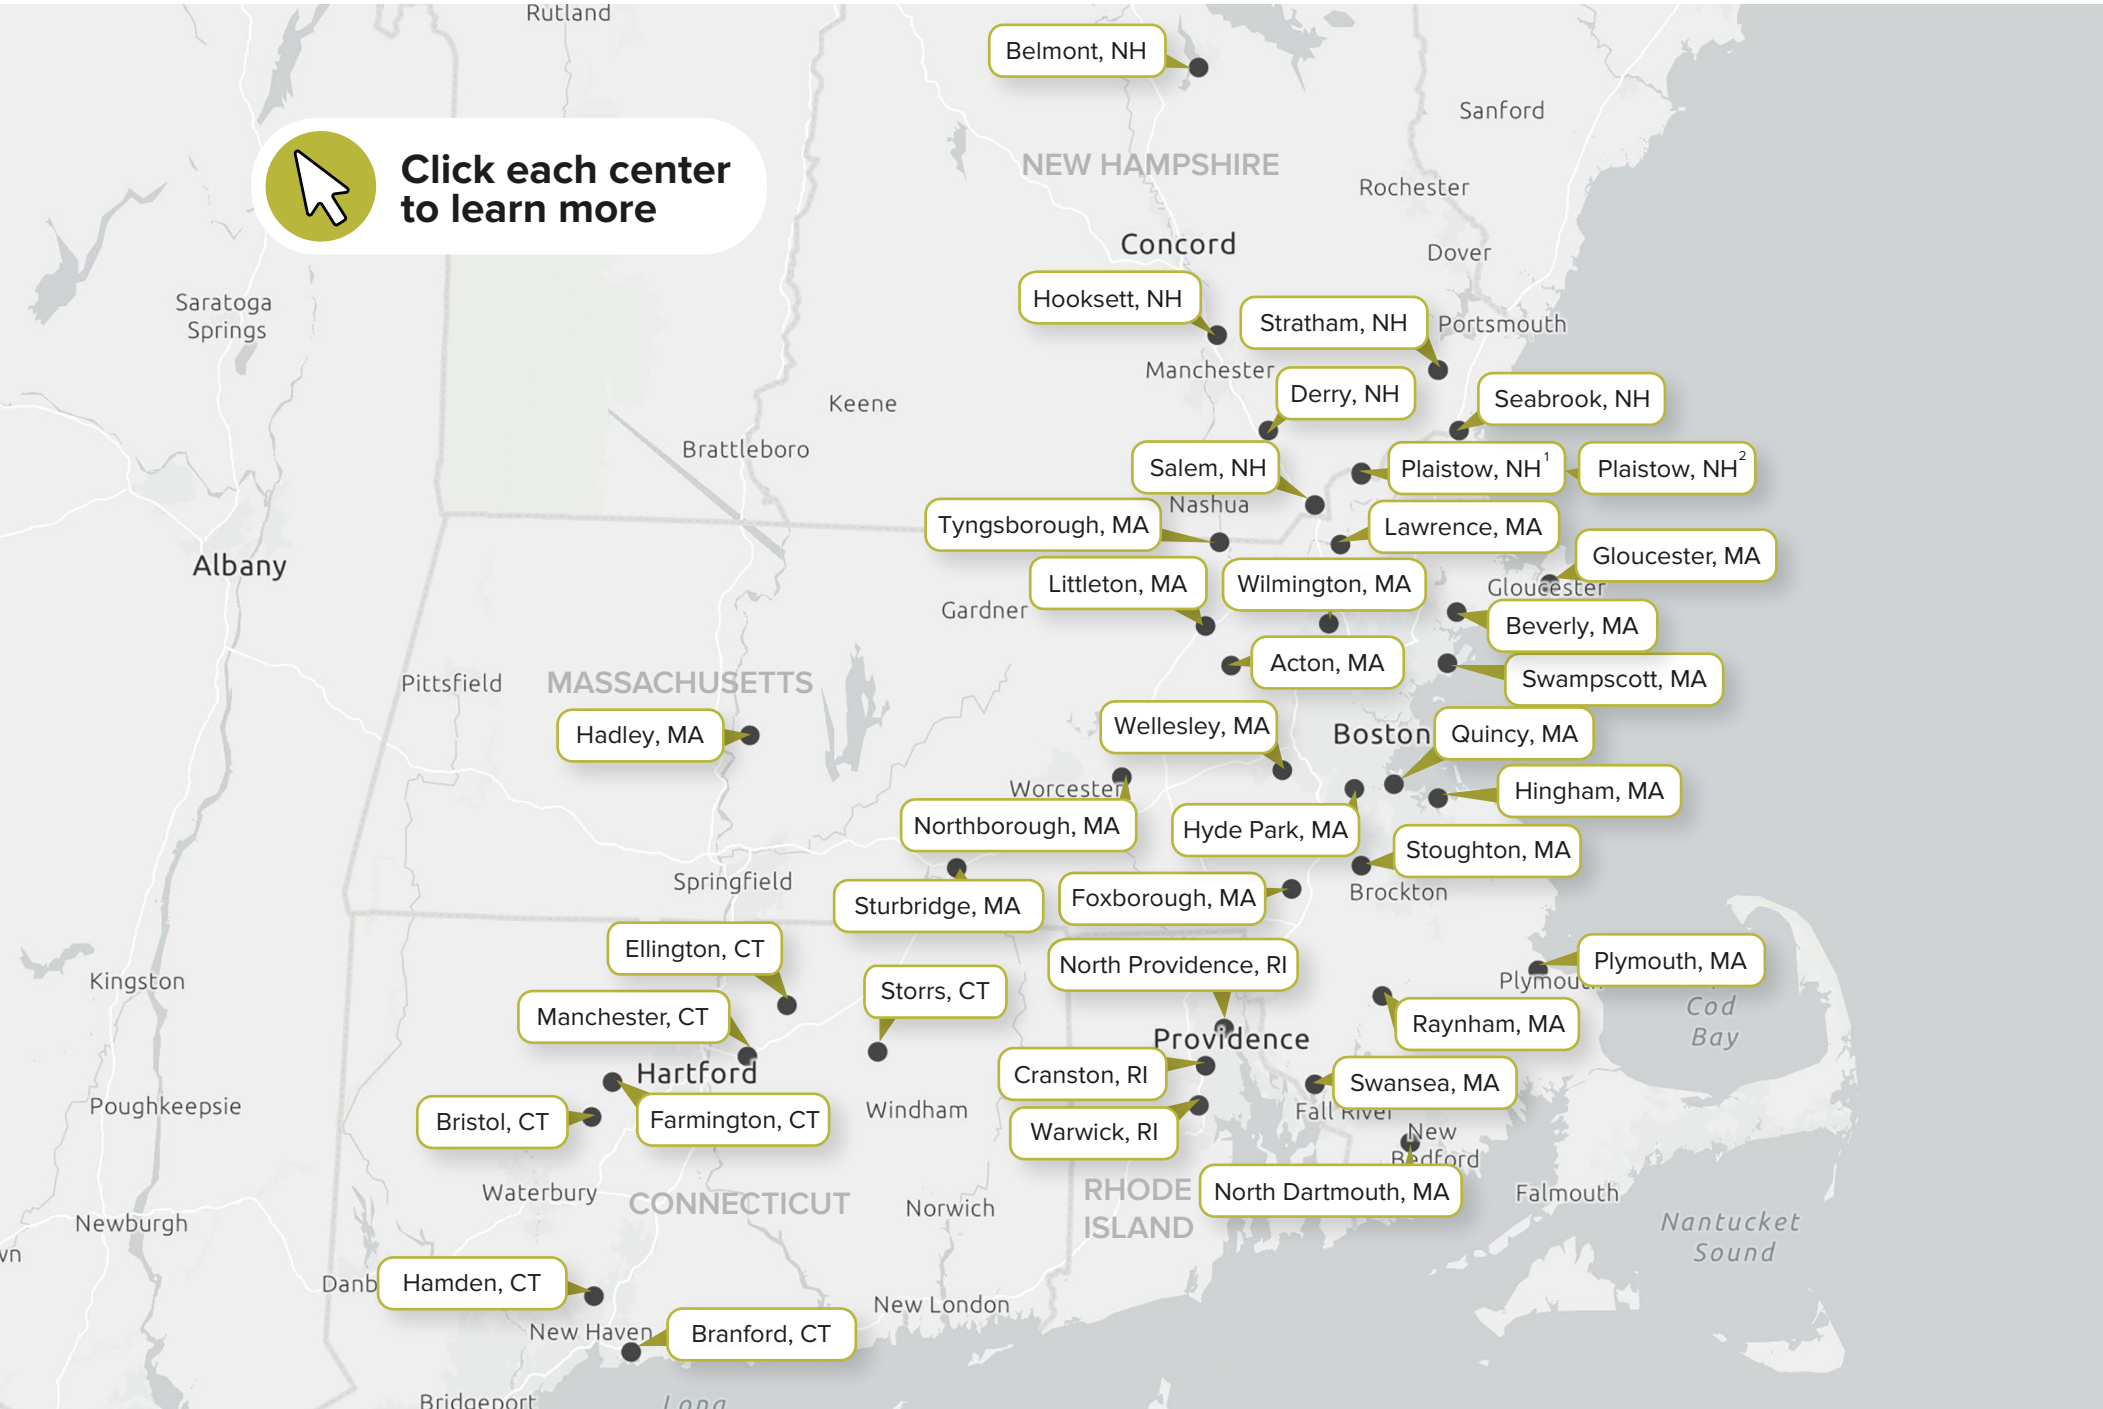 Rutland
Belmont, NH
Sanford
Click each center
to learn more
NEW HAMPSHIRE
Rochester
Concord
Dover
Saratoga
Springs
Hooksett, NH
Stratham, NH
Portsmouth
Manchester
Derry, NH
Seabrook, NH
Keene
Brattleboro
Salem, NH
Plaistow, NH¹
Plaistow, NH²
Nashua
Tyngsborough, MA
Lawrence, MA
Gloucester, MA
Albany
Littleton, MA
Wilmington, MA
Gloucester
Gardner
Beverly, MA
Acton, MA
Swampscott, MA
Pittsfield
MASSACHUSETTS
Hadley, MA
Wellesley, MA
Boston
Quincy, MA
Worcester
Hingham, MA
Northborough, MA
Hyde Park, MA
Stoughton, MA
Springfield
Sturbridge, MA
Foxborough, MA
Brockton
Ellington, CT
North Providence, RI
Plymouth, MA
Kingston
Storrs, CT
Plymou
Cod
Bay
Manchester, CT
Raynham, MA
Providence
Hartford
Cranston, RI
Swansea, MA
Poughkeepsie
Bristol, CT
Farmington, CT
Windham
Warwick, RI
Fall River
New
Bedford
Waterbury
CONNECTICUT
Norwich
RHODE
ISLAND
North Dartmouth, MA
Falmouth
Newburgh
Nantucket
Sound
vn
Danb
Hamden, CT
New London
New Haven
Branford, CT
Bridgeport
Long